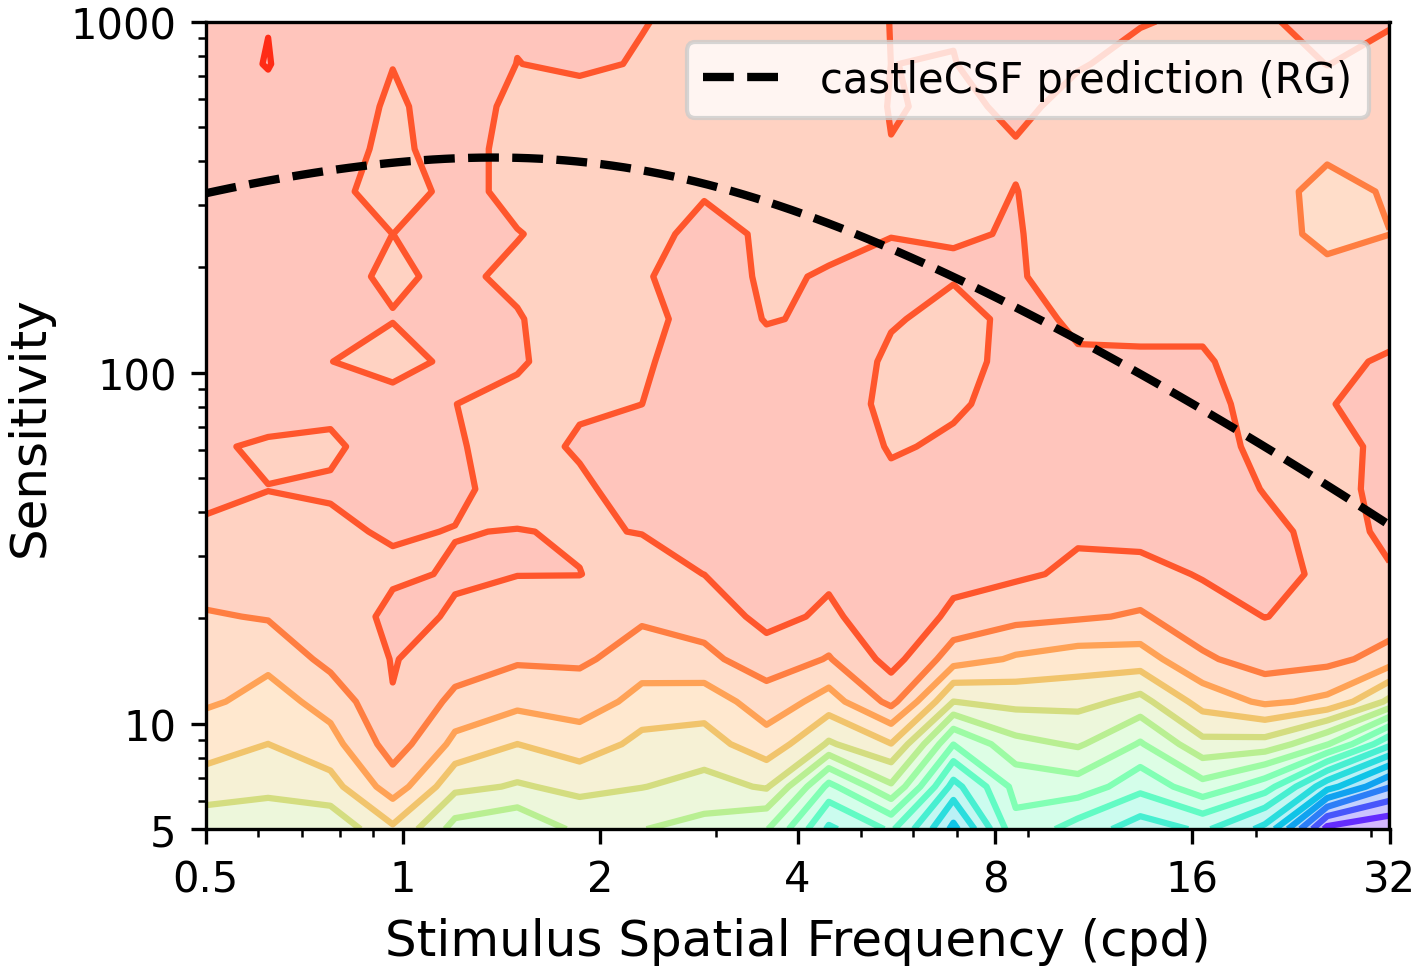 1000
castleCSF prediction (RG)
100
10
5
Sensitivity
0.5 1 2 4 8 16 32
Stimulus Spatial Frequency (cpd)